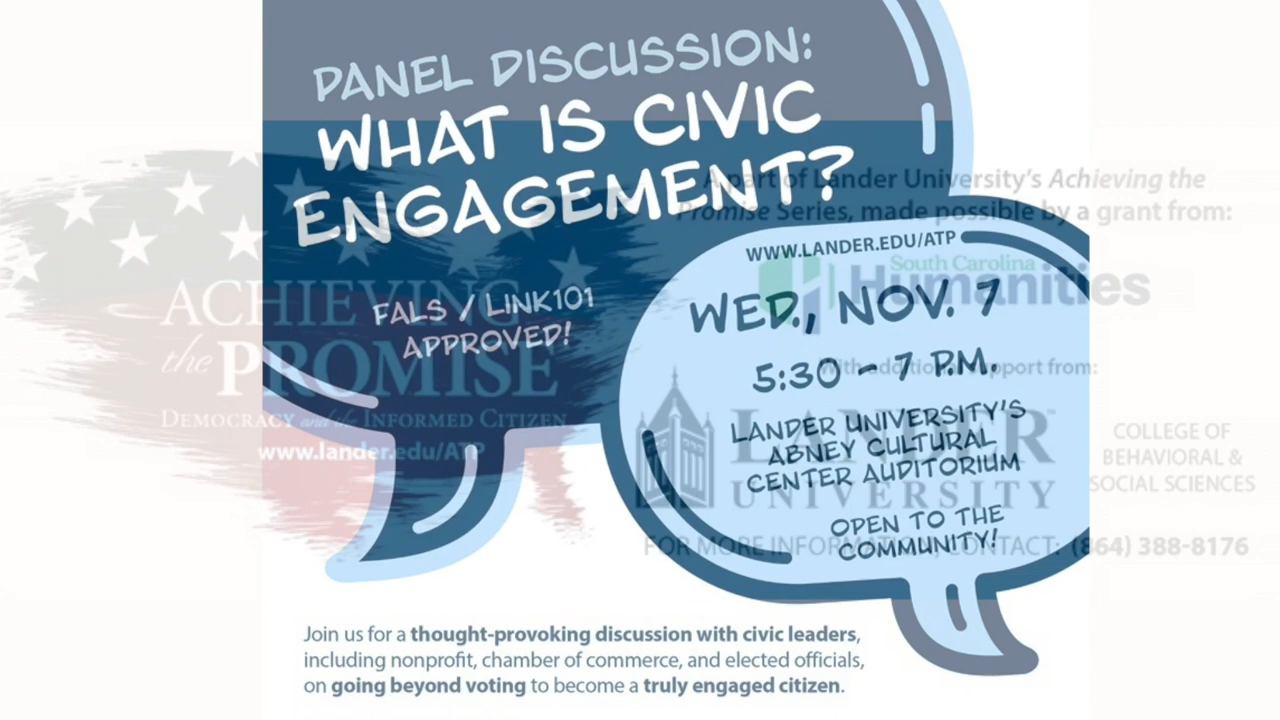 PANEL DISCUSSION:
WHAT IS CIVIC
ENGAGEMENT?
FALS / LINK101
APPROVED!
WWW.LANDER.EDU/ATP
WED., NOV. 7
5:30 - 7 P.M.
LANDER UNIVERSITY'S
ABNEY CULTURAL
CENTER AUDITORIUM
OPEN TO THE
COMMUNITY!
Join us for a thought-provoking discussion with civic leaders,
including nonprofit, chamber of commerce, and elected officials,
on going beyond voting to become a truly engaged citizen.
ACHIEVING
the PROMISE
DEMOCRACY and the INFORMED CITIZEN
www.lander.edu/ATP
A part of Lander University's Achieving the
Promise Series, made possible by a grant from:
South Carolina
Humanities
With additional support from:
LANDER
UNIVERSITY
COLLEGE OF
BEHAVIORAL &
SOCIAL SCIENCES
FOR MORE INFORMATION, CONTACT: (864) 388-8176